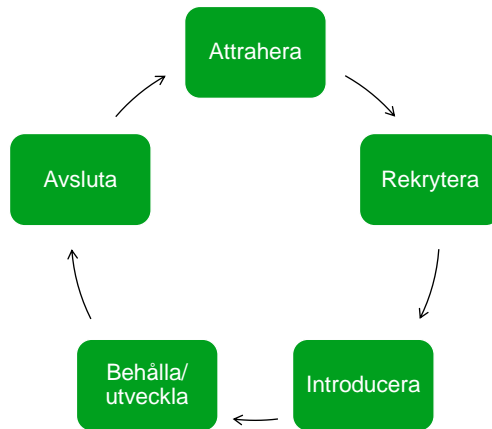 Attrahera
Rekrytera
Introducera
Behålla/
utveckla
Avsluta